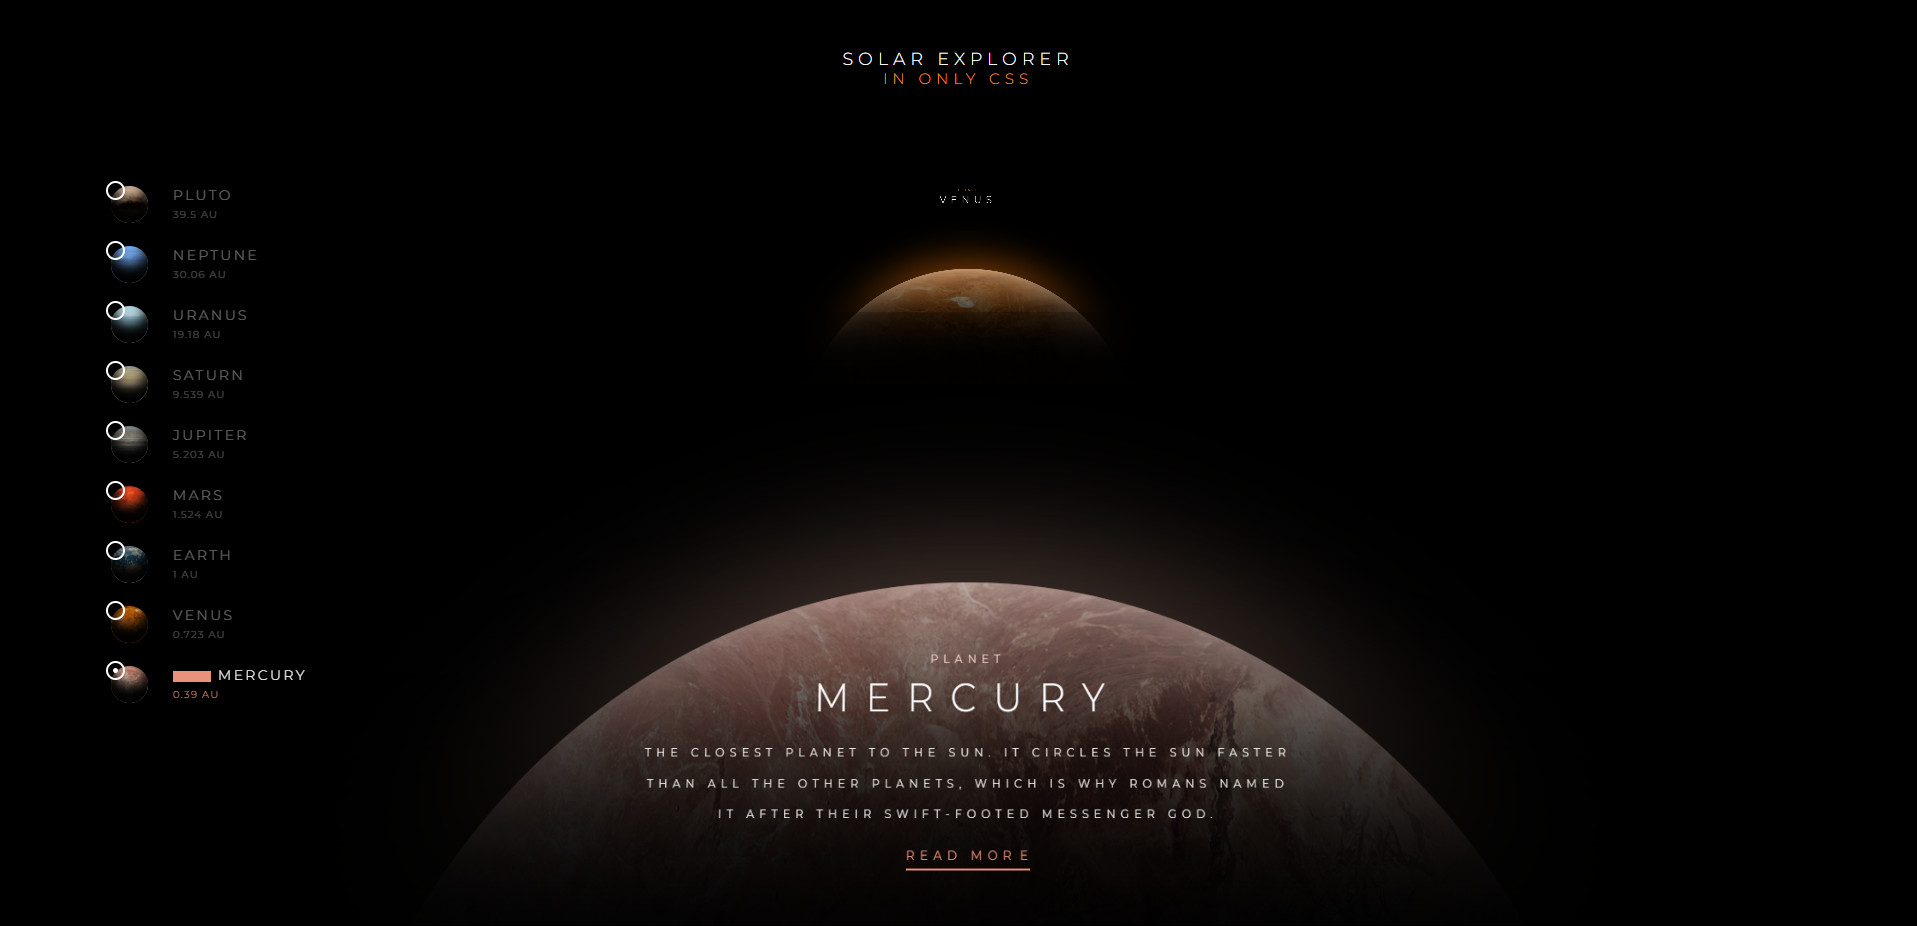 SOLAR EXPLORER
IN ONLY CSS
PLUTO
39.5 AU
NEPTUNE
30.06 AU
URANUS
19.18 AU
SATURN
9.539 AU
JUPITER
5.203 AU
MARS
1.524 AU
EARTH
1 AU
VENUS
0.723 AU
MERCURY
0.39 AU
VENUS
PLANET
MERCURY
THE CLOSEST PLANET TO THE SUN. IT CIRCLES THE SUN FASTER
THAN ALL THE OTHER PLANETS, WHICH IS WHY ROMANS NAMED
IT AFTER THEIR SWIFT-FOOTED MESSENGER GOD.
READ MORE